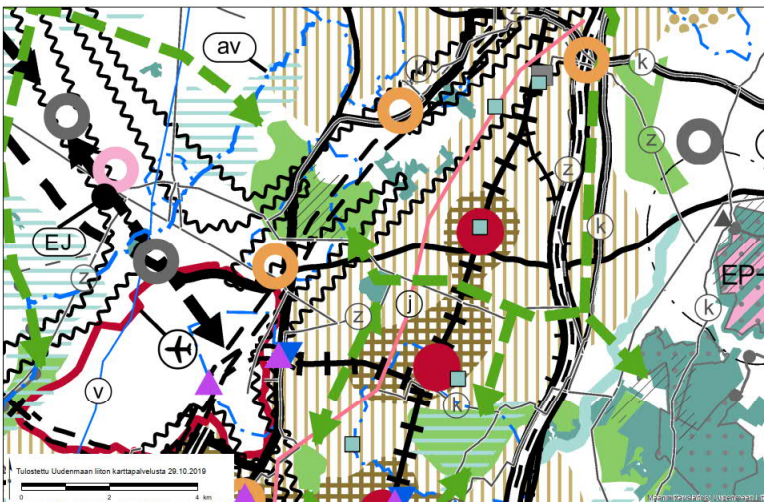 z
k
av
z
z
k
EJ
z
j
z
k
k
EP-
v
k
Tulostettu Uudenmaan liiton karttapalvelusta 29.10.2019
0 2 4 km